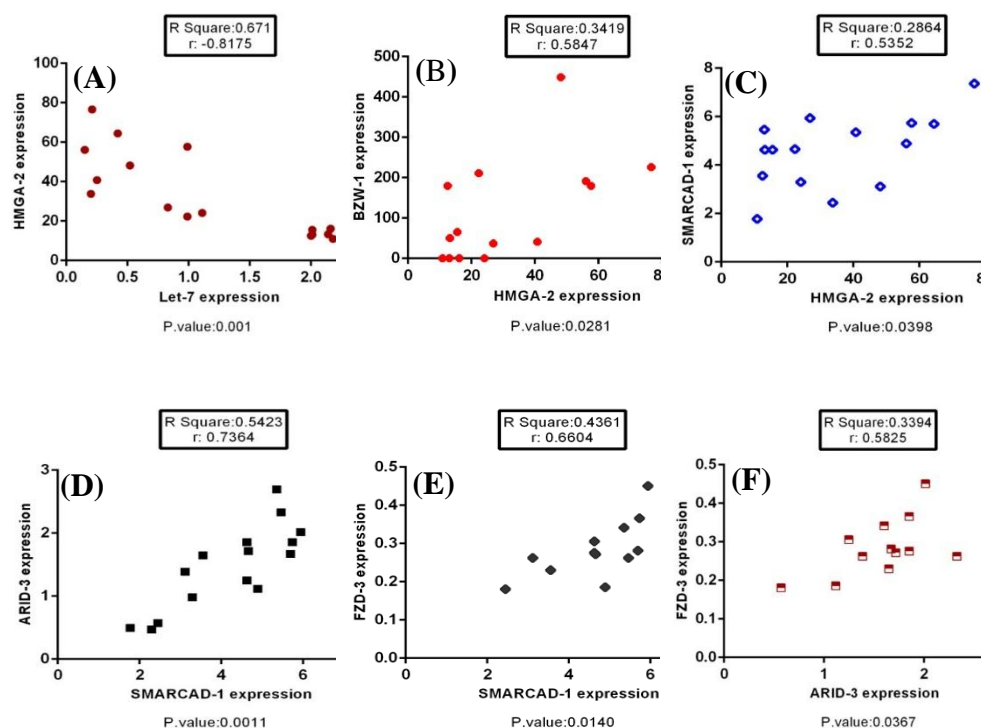 R Square:0.671
r: -0.8175
(A)
HMGA-2 expression
100
80
60
40
20
0
0.0 0.5 1.0 1.5 2.0
Let-7 expression
P.value:0.001
R Square:0.3419
r: 0.5847
(B)
BZW-1 expression
500
400
300
200
100
0
0 20 40 60 80
HMGA-2 expression
P.value:0.0281
R Square:0.2864
r: 0.5352
(C)
SMARCAD-1 expression
8
6
4
2
0
0 20 40 60 8
HMGA-2 expression
P.value:0.0398
R Square:0.5423
r: 0.7364
(D)
ARID-3 expression
3
2
1
0
0 2 4 6
SMARCAD-1 expression
P.value:0.0011
R Square:0.4361
r: 0.6604
(E)
FZD-3 expression
0.5
0.4
0.3
0.2
0.1
0.0
0 2 4 6
SMARCAD-1 expression
P.value:0.0140
R Square:0.3394
r: 0.5825
(F)
FZD-3 expression
0.5
0.4
0.3
0.2
0.1
0.0
0 1 2
ARID-3 expression
P.value:0.0367